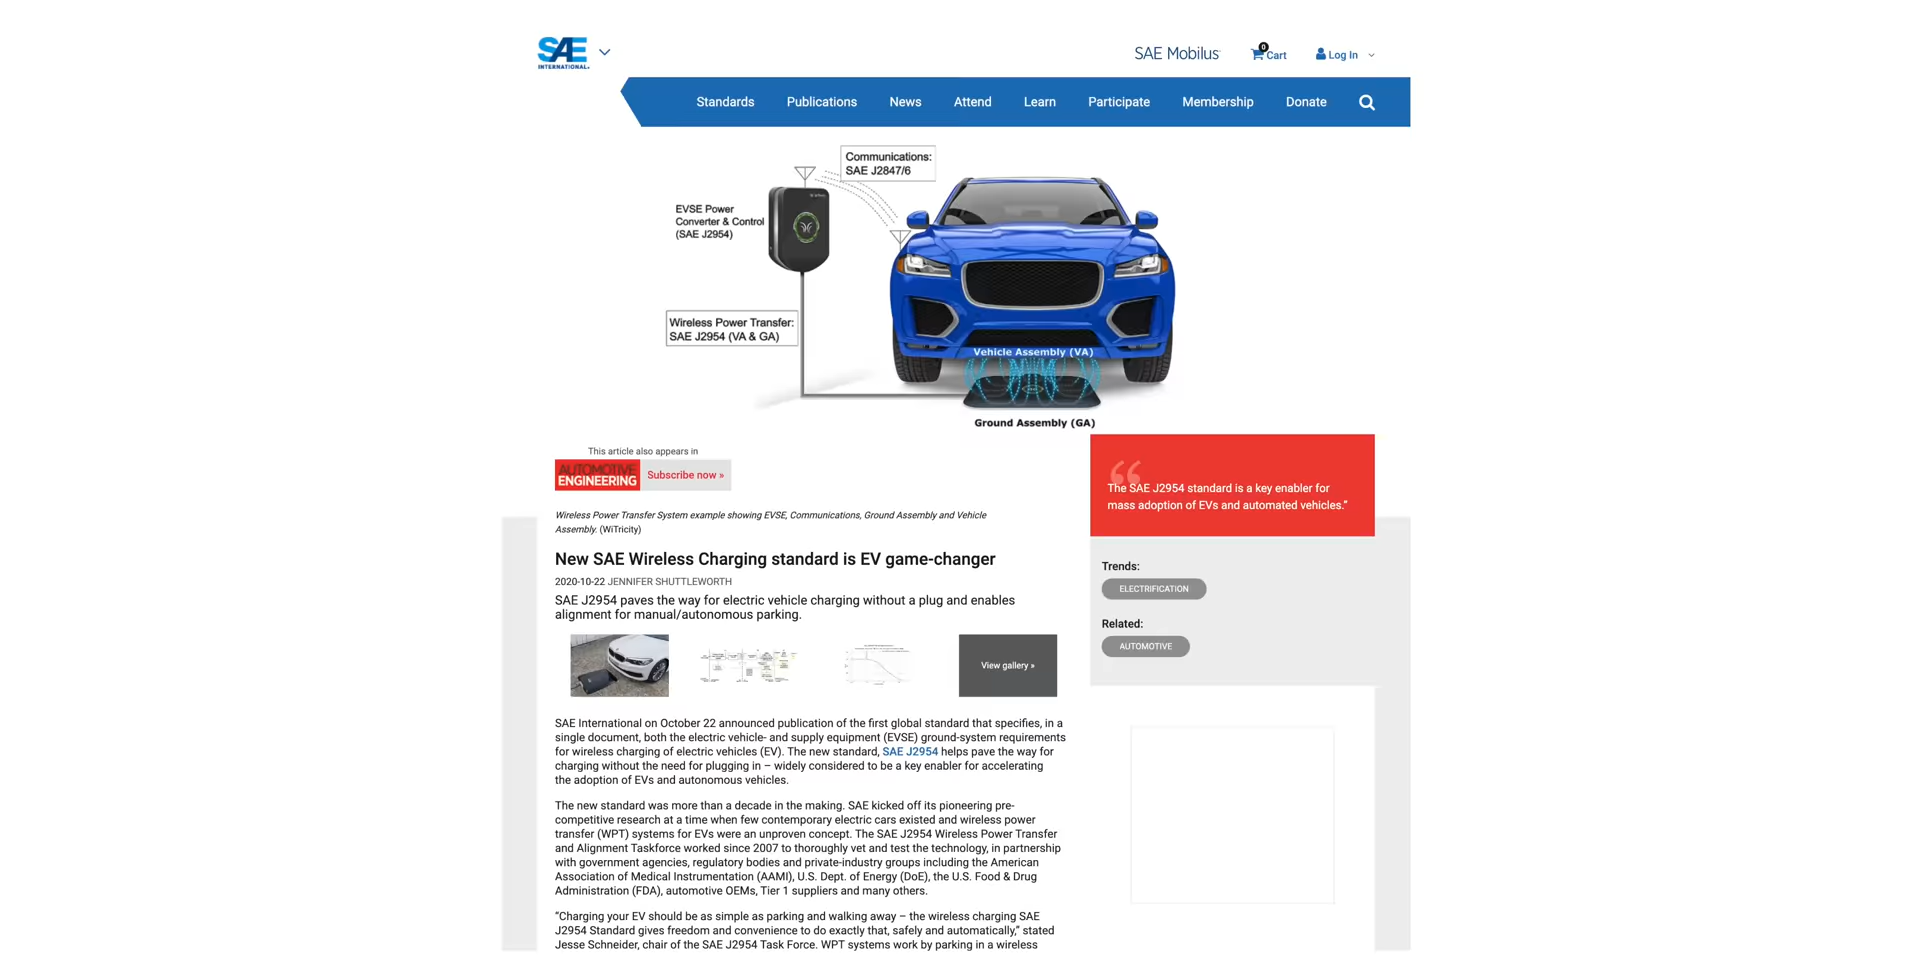 SAE
INTERNATIONAL®
SAE Mobilus
0
Cart
Log In
Standards
Publications
News
Attend
Learn
Participate
Membership
Donate
Communications:
SAE J2847/6
EVSE Power
Converter & Control
(SAE J2954)
Wireless Power Transfer:
SAE J2954 (VA & GA)
Vehicle Assembly (VA)
Ground Assembly (GA)
This article also appears in
AUTOMOTIVE
ENGINEERING
Subscribe now »
Wireless Power Transfer System example showing EVSE, Communications, Ground Assembly and Vehicle
Assembly. (WiTricity)
New SAE Wireless Charging standard is EV game-changer
2020-10-22 JENNIFER SHUTTLEWORTH
SAE J2954 paves the way for electric vehicle charging without a plug and enables
alignment for manual/autonomous parking.
View gallery »
SAE International on October 22 announced publication of the first global standard that specifies, in a
single document, both the electric vehicle- and supply equipment (EVSE) ground-system requirements
for wireless charging of electric vehicles (EV). The new standard, SAE J2954 helps pave the way for
charging without the need for plugging in – widely considered to be a key enabler for accelerating
the adoption of EVs and autonomous vehicles.
The new standard was more than a decade in the making. SAE kicked off its pioneering pre-
competitive research at a time when few contemporary electric cars existed and wireless power
transfer (WPT) systems for EVs were an unproven concept. The SAE J2954 Wireless Power Transfer
and Alignment Taskforce worked since 2007 to thoroughly vet and test the technology, in partnership
with government agencies, regulatory bodies and private-industry groups including the American
Association of Medical Instrumentation (AAMI), U.S. Dept. of Energy (DoE), the U.S. Food & Drug
Administration (FDA), automotive OEMs, Tier 1 suppliers and many others.
“Charging your EV should be as simple as parking and walking away – the wireless charging SAE
J2954 Standard gives freedom and convenience to do exactly that, safely and automatically,” stated
Jesse Schneider, chair of the SAE J2954 Task Force. WPT systems work by parking in a wireless
“
The SAE J2954 standard is a key enabler for
mass adoption of EVs and automated vehicles.”
Trends:
ELECTRIFICATION
Related:
AUTOMOTIVE